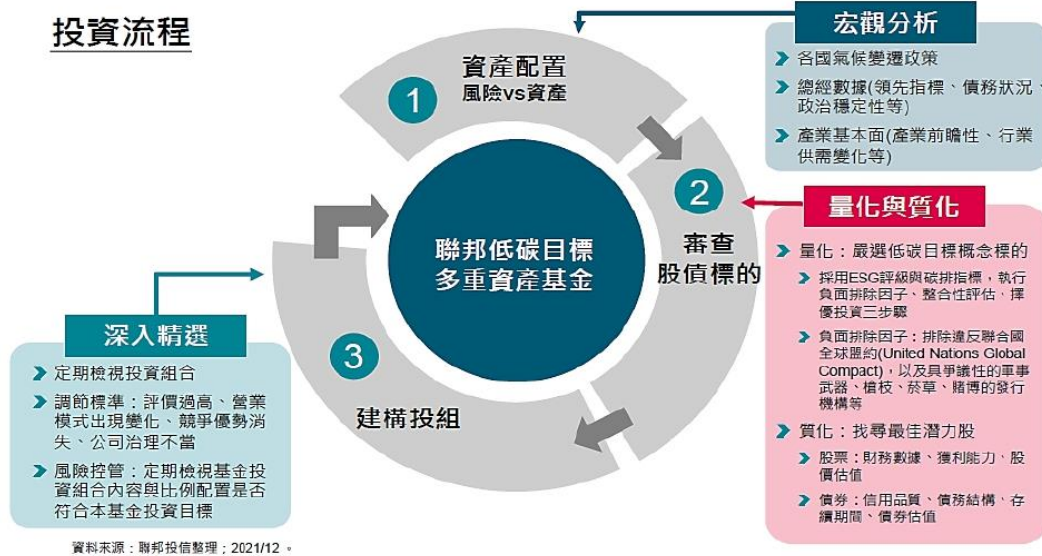 投資流程
宏觀分析
各國氣候變遷政策
總經數據(領先指標、債務狀況、
政治穩定性等)
產業基本面(產業前瞻性、行業
供需變化等)
1
資產配置
風險vs資產
2
審查
股債標的
量化與質化
量化：嚴選低碳目標概念標的
採用ESG評級與碳排指標，執行
負面排除因子、整合性評估、擇
優投資三步驟
負面排除因子：排除違反聯合國
全球盟約(United Nations Global
Compact)，以及具爭議性的軍事
武器、槍枝、菸草、賭博的發行
機構等
質化：找尋最佳潛力股
股票：財務數據、獲利能力、股
價估值
債券：信用品質、債務結構、存
續期間、債券估值
聯邦低碳目標
多重資產基金
3
建構投組
深入精選
定期檢視投資組合
調節標準：評價過高、營業
模式出現變化、競爭優勢消
失、公司治理不當
風險控管：定期檢視基金投
資組合內容與比例配置是否
符合本基金投資目標
資料來源：聯邦投信整理；2021/12。